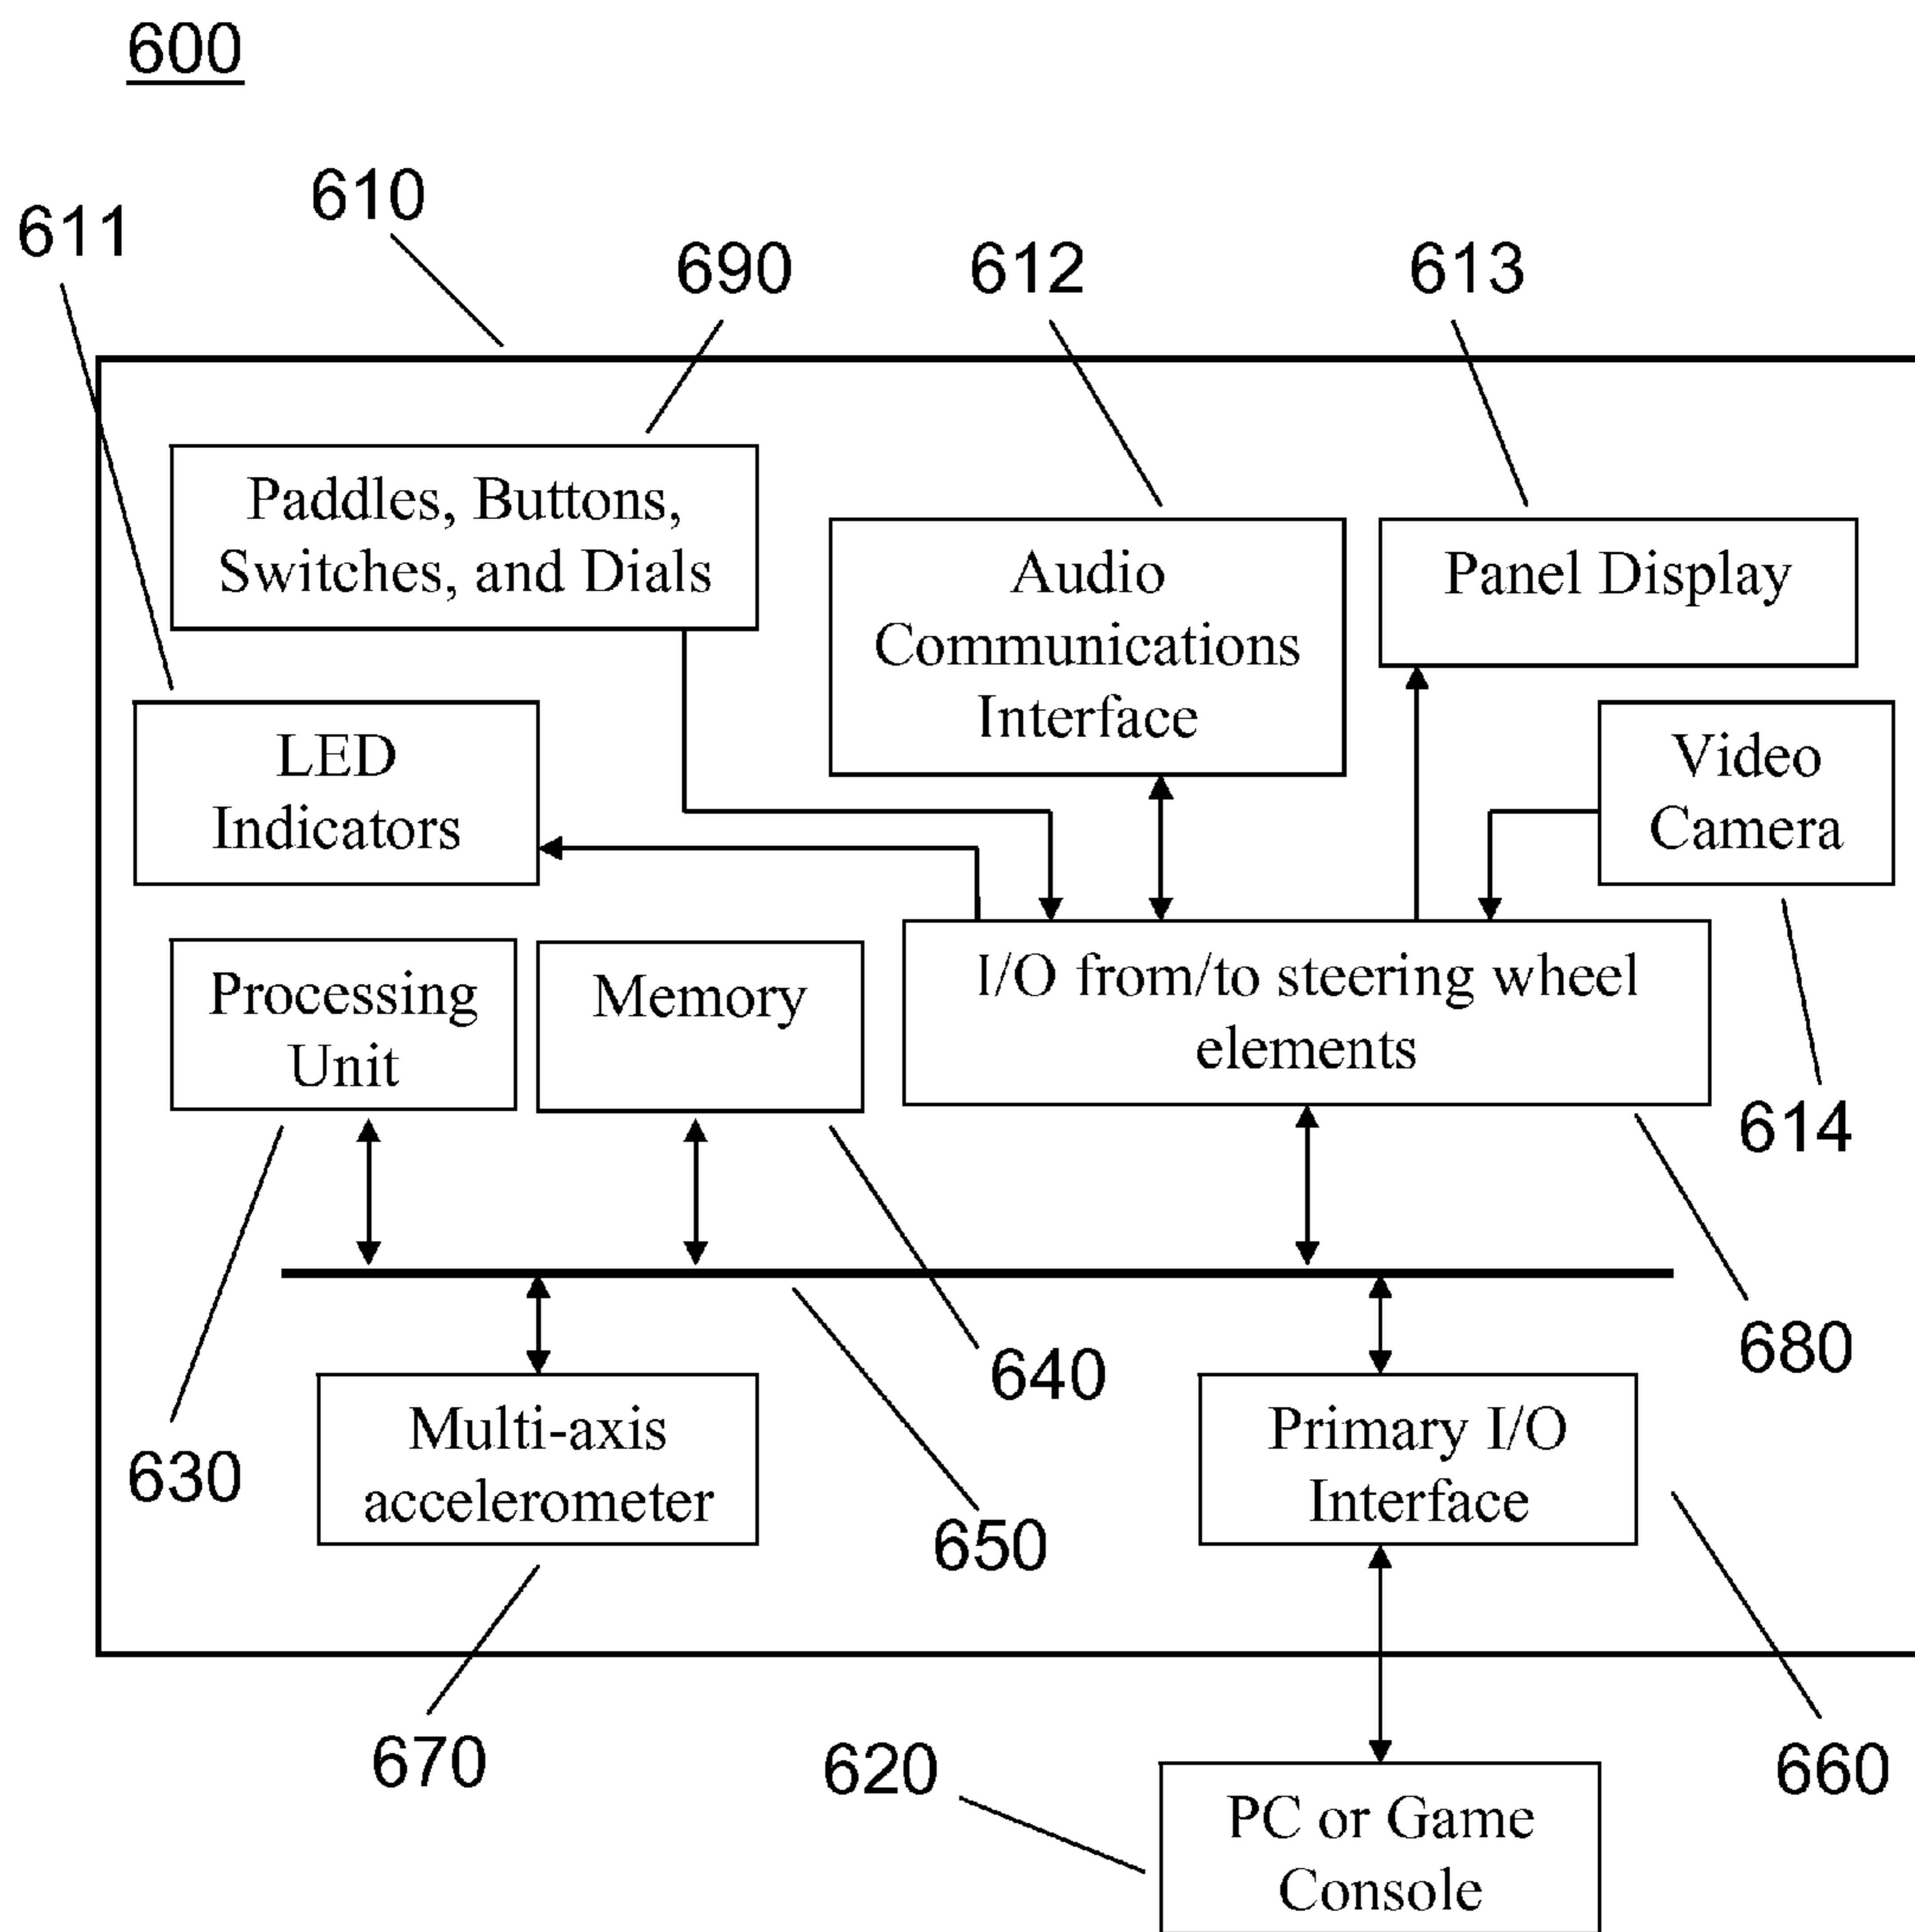 600
610
611
690
612
613
Paddles, Buttons,
Switches, and Dials
Audio
Communications
Interface
Panel Display
LED
Indicators
Video
Camera
Processing
Unit
Memory
I/O from/to steering wheel
elements
614
680
640
Multi-axis
accelerometer
Primary I/O
Interface
630
650
670
620
660
PC or Game
Console